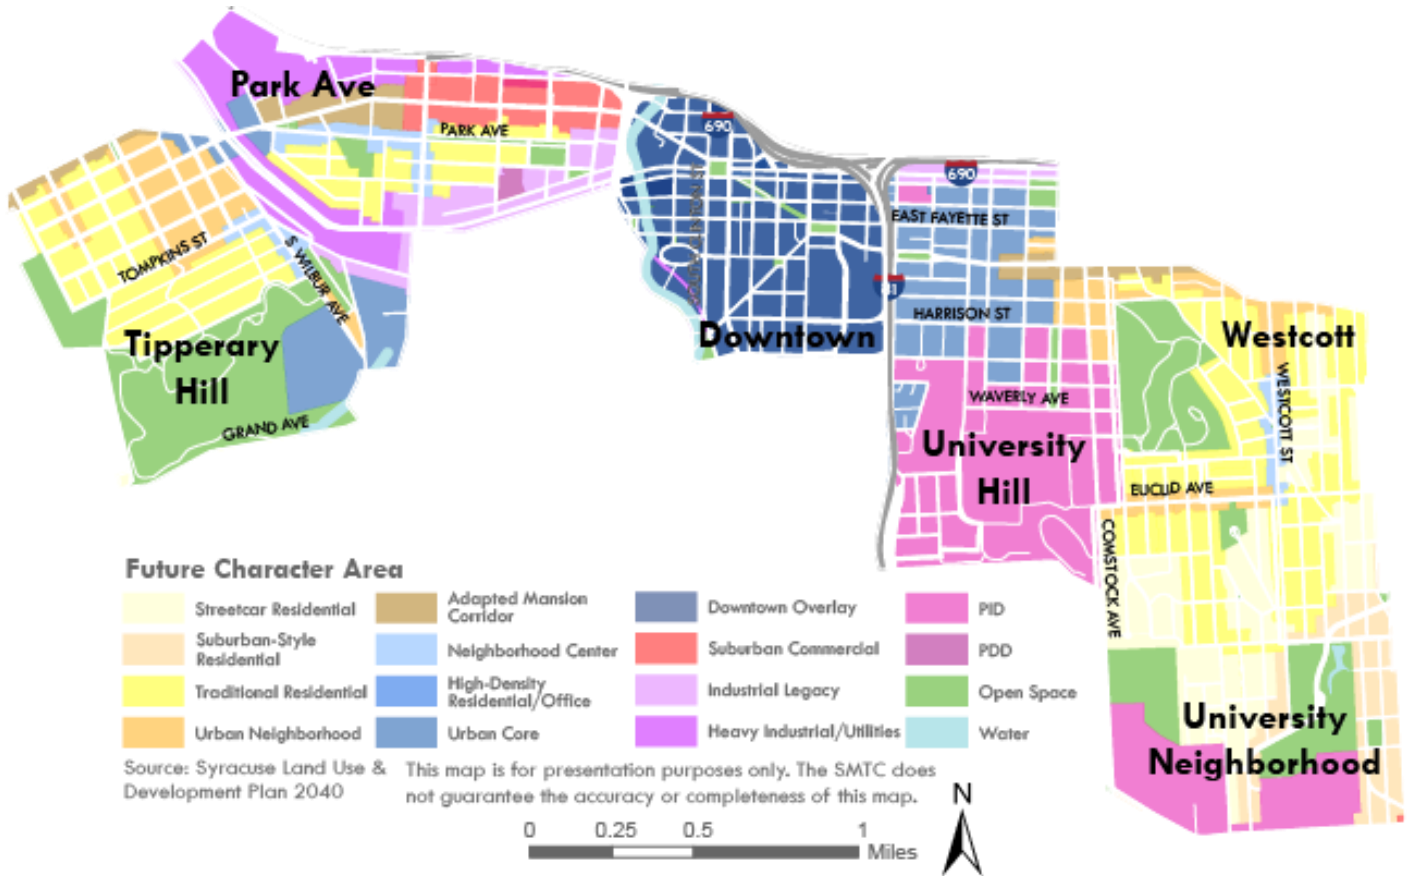 Park Ave
PARK AVE
690
690
EAST FAYETTE ST
TOMPKINS ST
S WILBUR AVE
81
HARRISON ST
Tipperary
Hill
Downtown
Westcott
WESTCOTT ST
WAVERLY AVE
GRAND AVE
University
Hill
EUCLID AVE
COMSTOCK AVE
University
Neighborhood
Future Character Area
Streetcar Residential
Suburban-Style
Residential
Traditional Residential
Urban Neighborhood
Adapted Mansion
Corridor
Neighborhood Center
High-Density
Residential/Office
Urban Core
Downtown Overlay
Suburban Commercial
Industrial Legacy
Heavy Industrial/Utilities
PID
PDD
Open Space
Water
Source: Syracuse Land Use &
Development Plan 2040
This map is for presentation purposes only. The SMTC does
not guarantee the accuracy or completeness of this map.
0 0.25 0.5 1
Miles
N